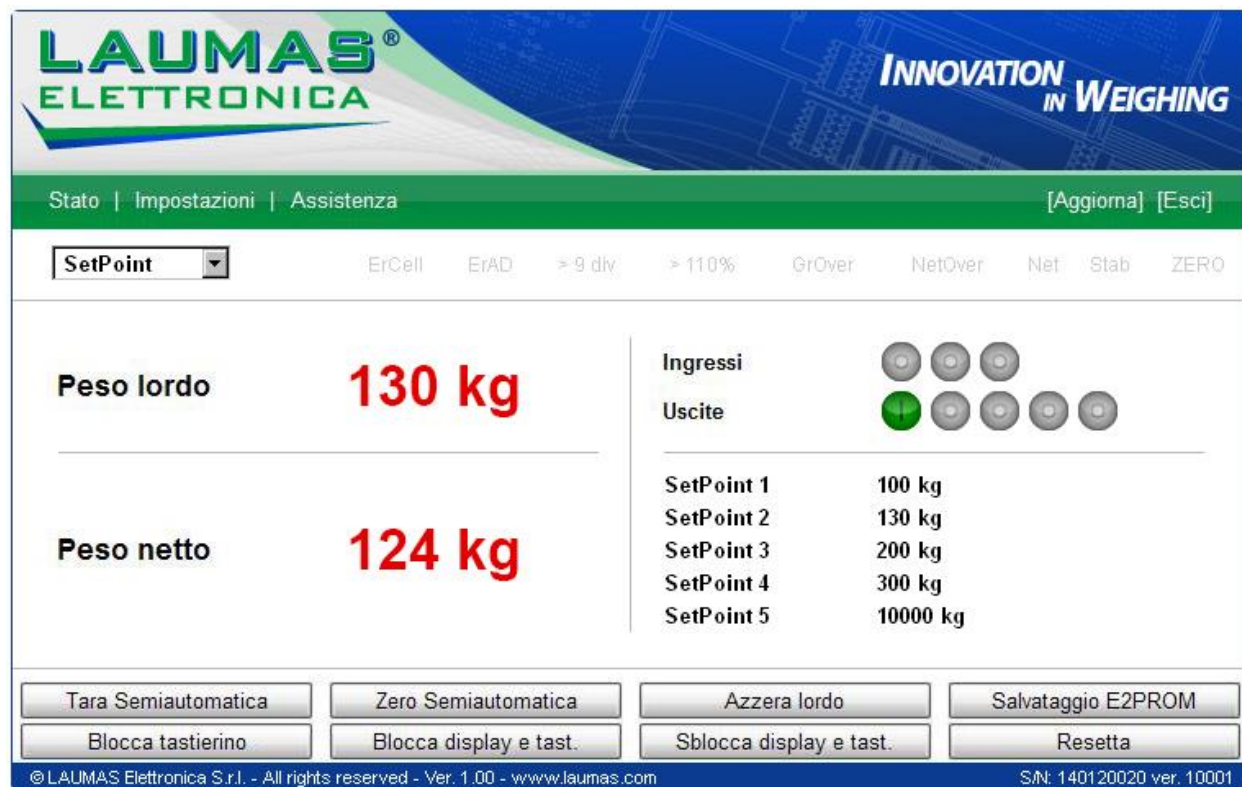 LAUMAS®
ELETTRONICA
INNOVATION
IN WEIGHING
Stato | Impostazioni | Assistenza [Aggiorna] [Esci]
SetPoint ErCell ErAD > 9 div > 110% GrOver NetOver Net Stab ZERO
Peso lordo 130 kg
Peso netto 124 kg
Ingressi
Uscite
SetPoint 1 100 kg
SetPoint 2 130 kg
SetPoint 3 200 kg
SetPoint 4 300 kg
SetPoint 5 10000 kg
Tara Semiautomatica Zero Semiautomatica Azzera lordo Salvataggio E2PROM
Blocca tastierino Blocca display e tast. Sblocca display e tast. Resetta
© LAUMAS Elettronica S.r.l. - All rights reserved - Ver. 1.00 - www.laumas.com S/N: 140120020 ver. 10001